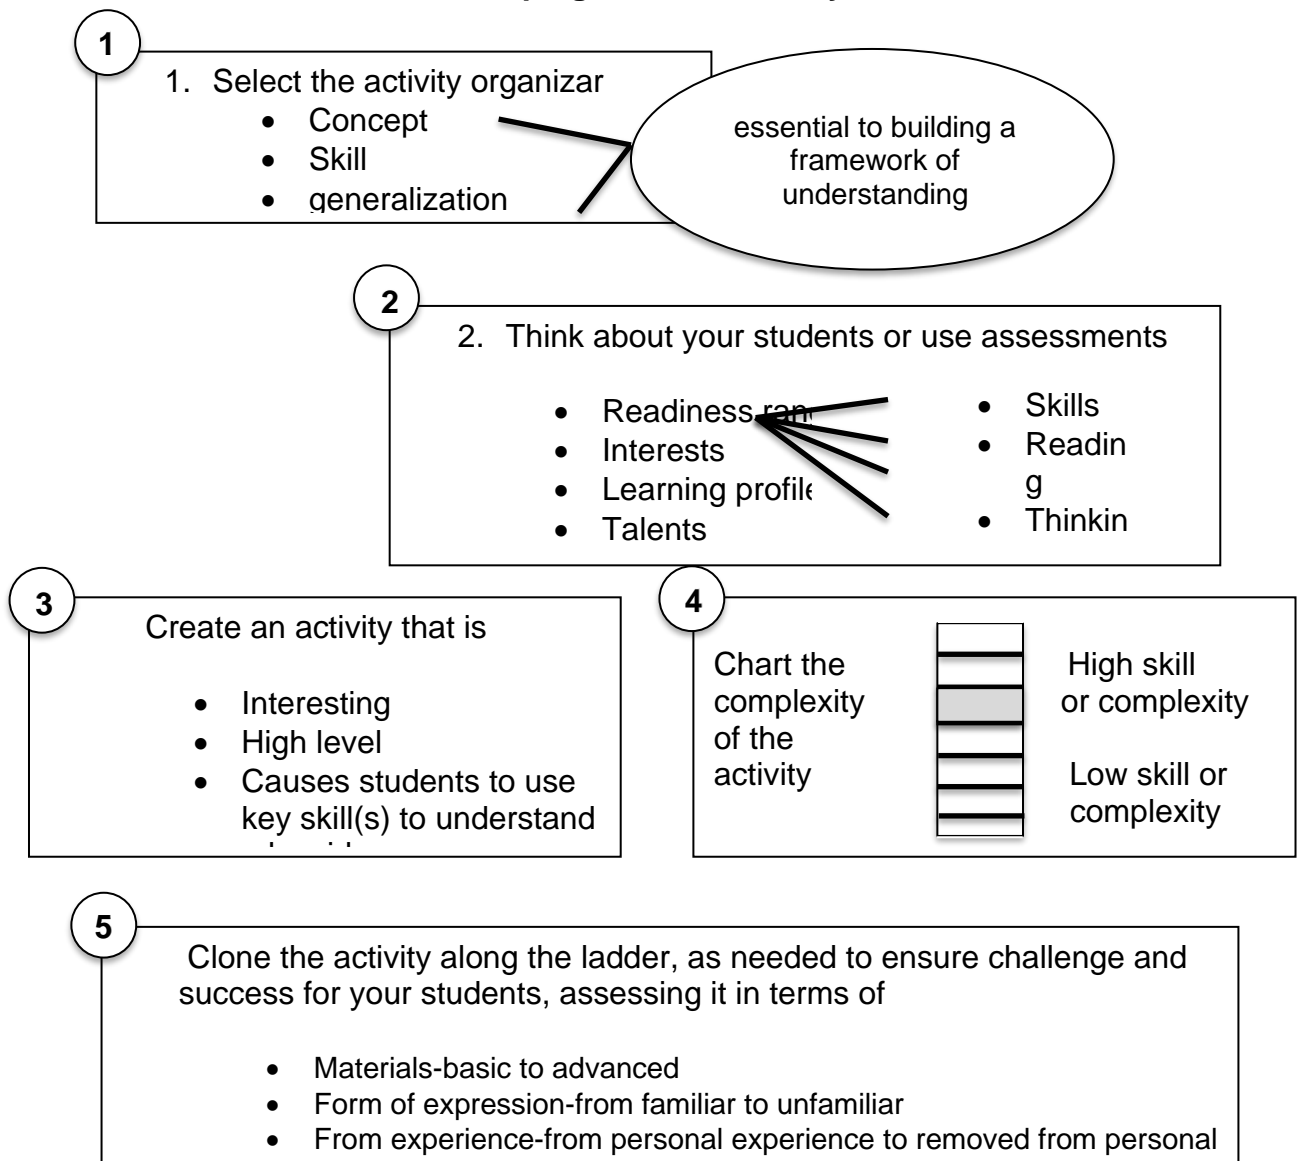 1
1. Select the activity organizar
• Concept
• Skill
• generalization
essential to building a
framework of
understanding
2
2. Think about your students or use assessments
• Readiness
• Interests
• Learning profile
• Talents
• Skills
• Readin
g
• Thinkin
3
Create an activity that is
• Interesting
• High level
• Causes students to use
key skill(s) to understand
4
Chart the
complexity
of the
activity
High skill
or complexity
Low skill or
complexity
5
Clone the activity along the ladder, as needed to ensure challenge and
success for your students, assessing it in terms of
• Materials-basic to advanced
• Form of expression-from familiar to unfamiliar
• From experience-from personal experience to removed from personal